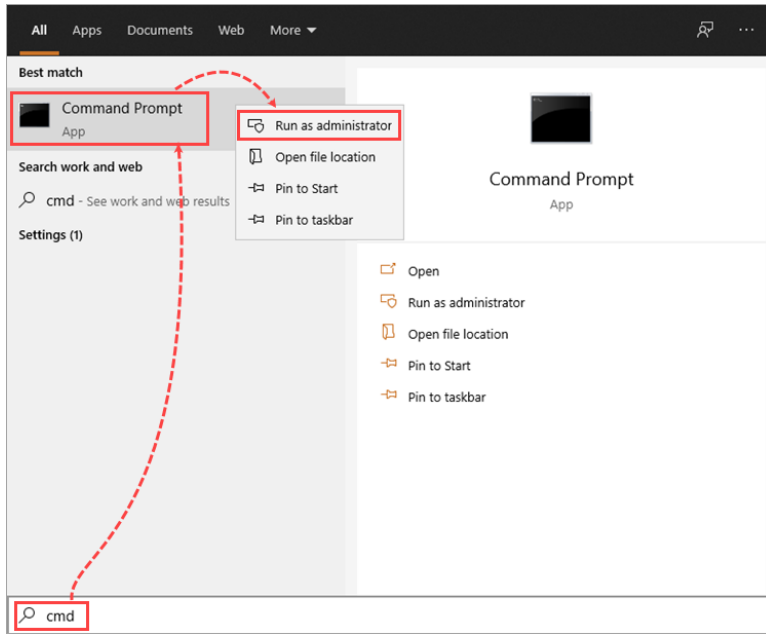 All Apps Documents Web More
Best match
Command Prompt
App
Run as administrator
Open file location
Pin to Start
Pin to taskbar
Search work and web
cmd - See work and web results
Settings (1)
Command Prompt
App
Open
Run as administrator
Open file location
Pin to Start
Pin to taskbar
cmd